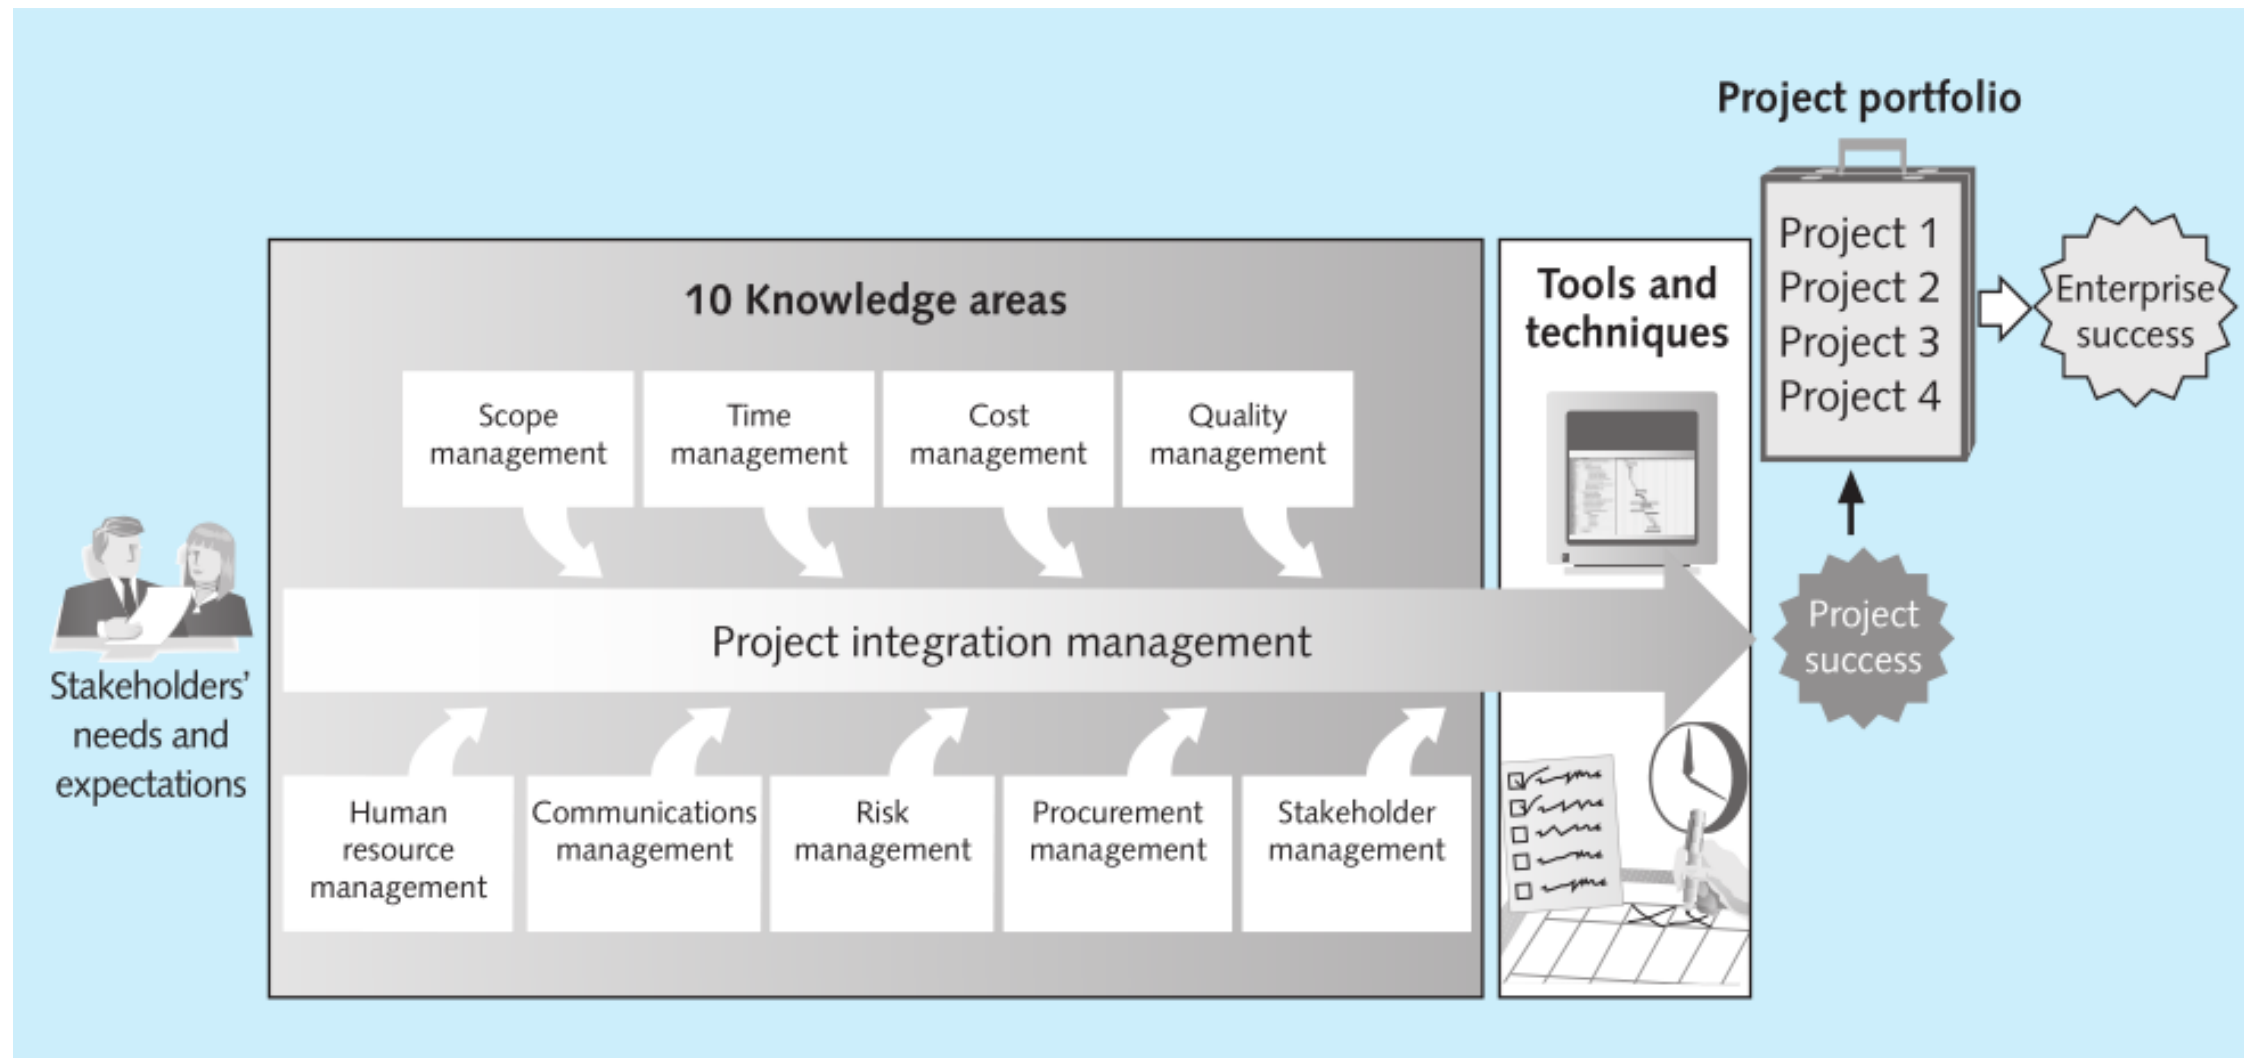 Project portfolio
Project 1
Project 2
Project 3
Project 4
Enterprise
success
10 Knowledge areas
Tools and
techniques
Scope
management
Time
management
Cost
management
Quality
management
Project integration management
Project
success
Stakeholders’
needs and
expectations
Human
resource
management
Communications
management
Risk
management
Procurement
management
Stakeholder
management